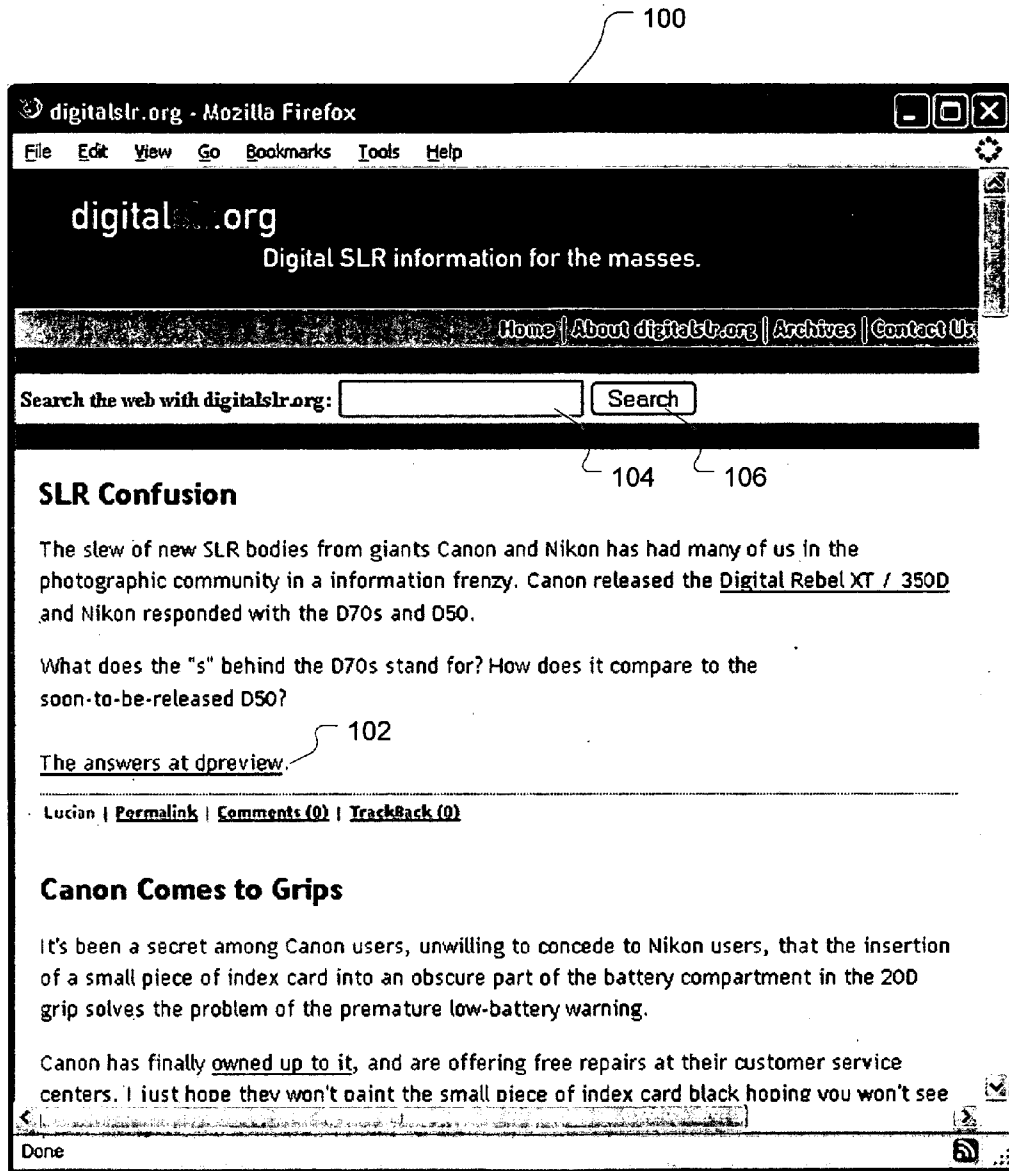 100
digitalslr.org - Mozilla Firefox
File Edit View Go Bookmarks Tools Help
digitalslr.org
Digital SLR information for the masses.
Home | About digitalslr.org | Archives | Contact Us
Search the web with digitalslr.org: Search
104 106
SLR Confusion
The slew of new SLR bodies from giants Canon and Nikon has had many of us in the
photographic community in a information frenzy. Canon released the Digital Rebel XT / 350D
and Nikon responded with the D70s and D50.
What does the "s" behind the D70s stand for? How does it compare to the
soon-to-be-released D50?
102
The answers at dpreview.
Lucian | Permalink | Comments (0) | TrackBack (0)
Canon Comes to Grips
It's been a secret among Canon users, unwilling to concede to Nikon users, that the insertion
of a small piece of index card into an obscure part of the battery compartment in the 20D
grip solves the problem of the premature low-battery warning.
Canon has finally owned up to it, and are offering free repairs at their customer service
centers. I just hope they won't paint the small piece of index card black hoping you won't see
Done